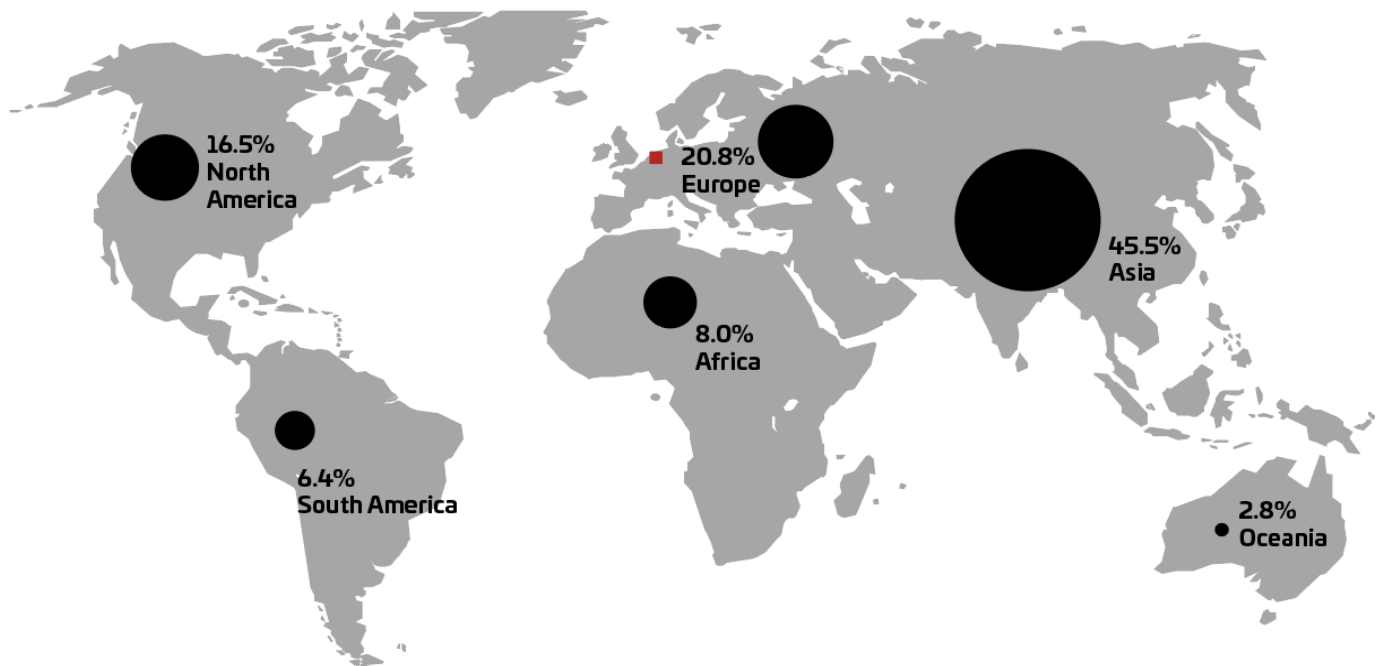 16.5%
North
America
20.8%
Europe
45.5%
Asia
8.0%
Africa
6.4%
South America
2.8%
Oceania